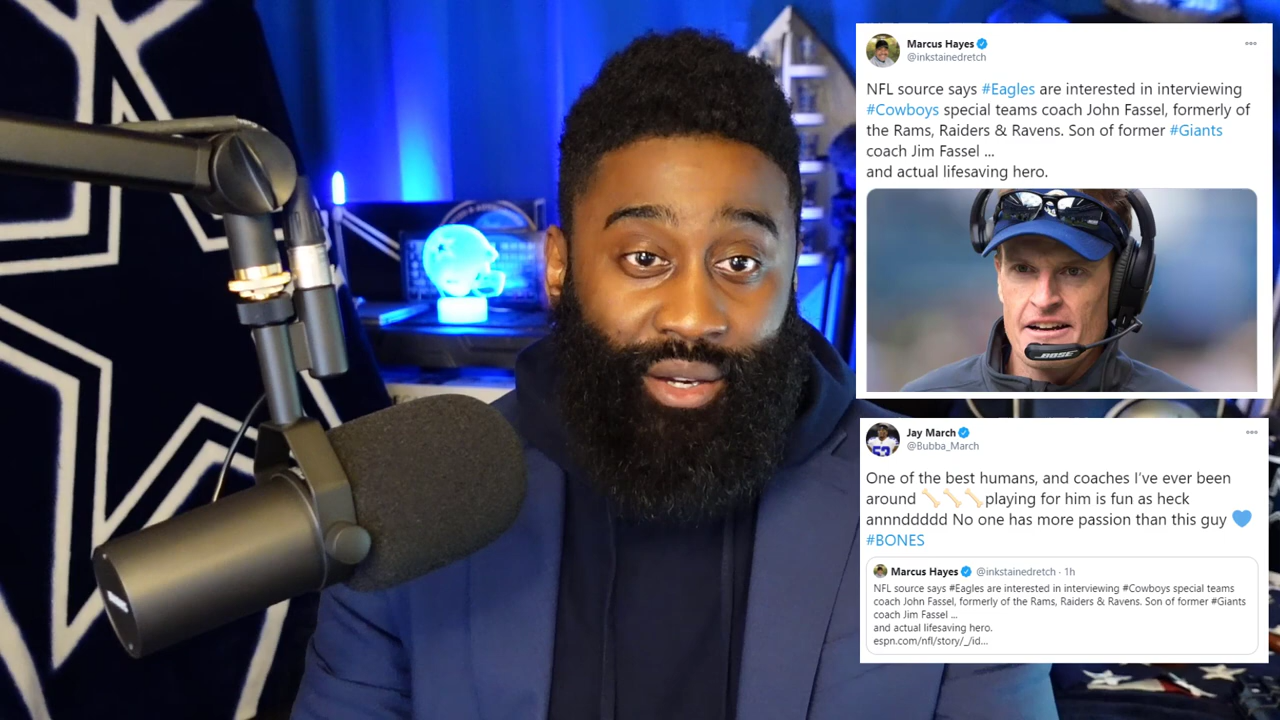 Marcus Hayes
@inkstainedretch
NFL source says #Eagles are interested in interviewing
#Cowboys special teams coach John Fassel, formerly of
the Rams, Raiders & Ravens. Son of former #Giants
coach Jim Fassel ...
and actual lifesaving hero.
BOSE
Jay March
@Bubba_March
One of the best humans, and coaches I’ve ever been
around 🦴🦴🦴playing for him is fun as heck
annnddddd No one has more passion than this guy 💙
#BONES
Marcus Hayes @inkstainedretch · 1h
NFL source says #Eagles are interested in interviewing #Cowboys special teams
coach John Fassel, formerly of the Rams, Raiders & Ravens. Son of former #Giants
coach Jim Fassel ...
and actual lifesaving hero.
espn.com/nfl/story/_/id...